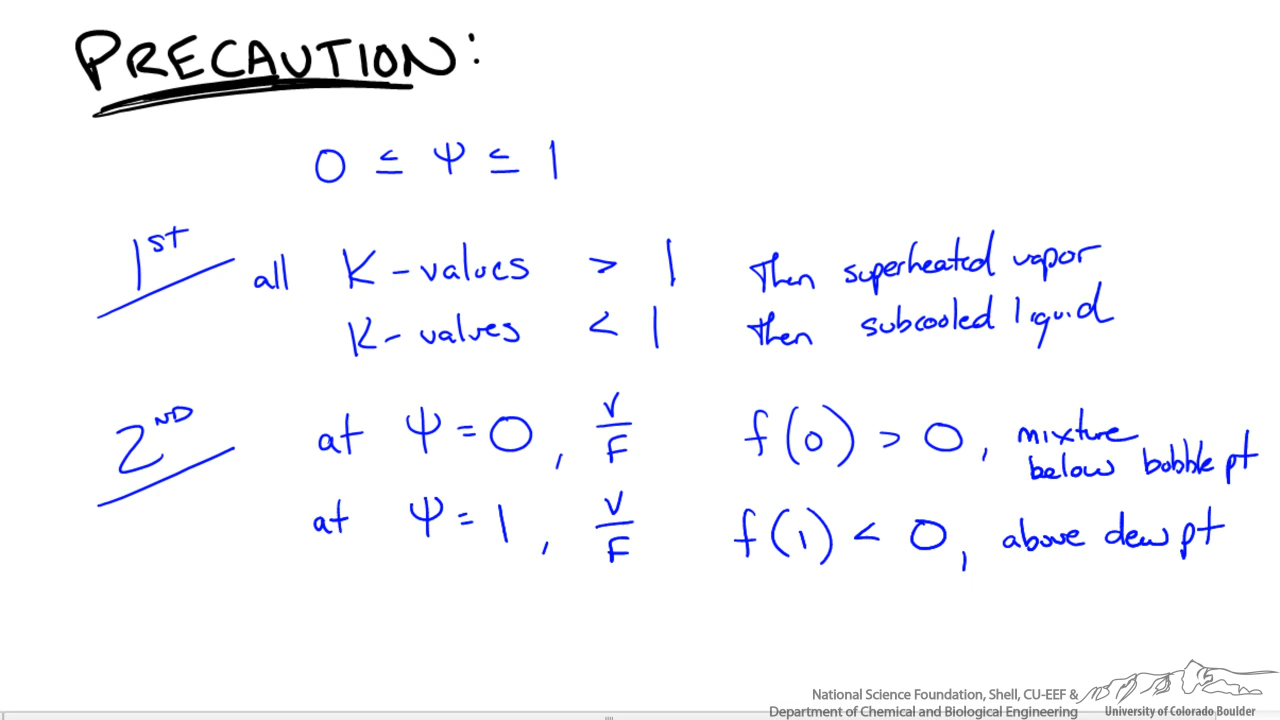 PRECAUTION:
0 ≤ Ψ ≤ 1
1ST all K-values > 1 Then superheated vapor
K-values < 1 then subcooled liquid
2ND at Ψ = 0, V/F f(0) > 0, mixture below bobble pt
at Ψ = 1, V/F f(1) < 0, above dew pt
National Science Foundation, Shell, CU-EEF &
Department of Chemical and Biological Engineering
University of Colorado Boulder